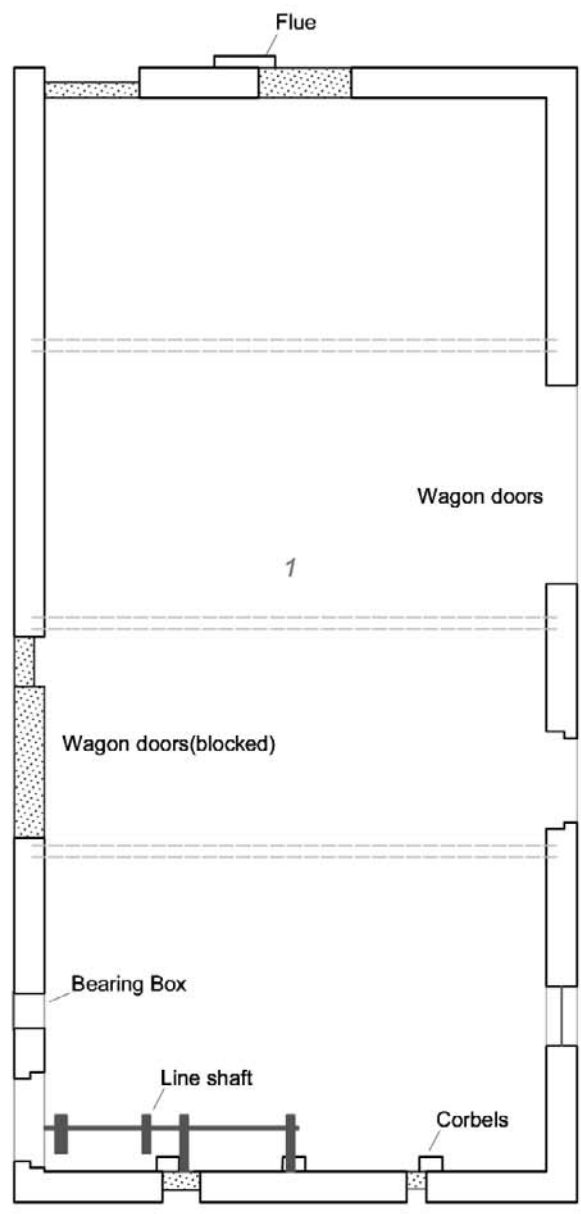 Flue
Wagon doors
1
Wagon doors(blocked)
Bearing Box
Line shaft
Corbels